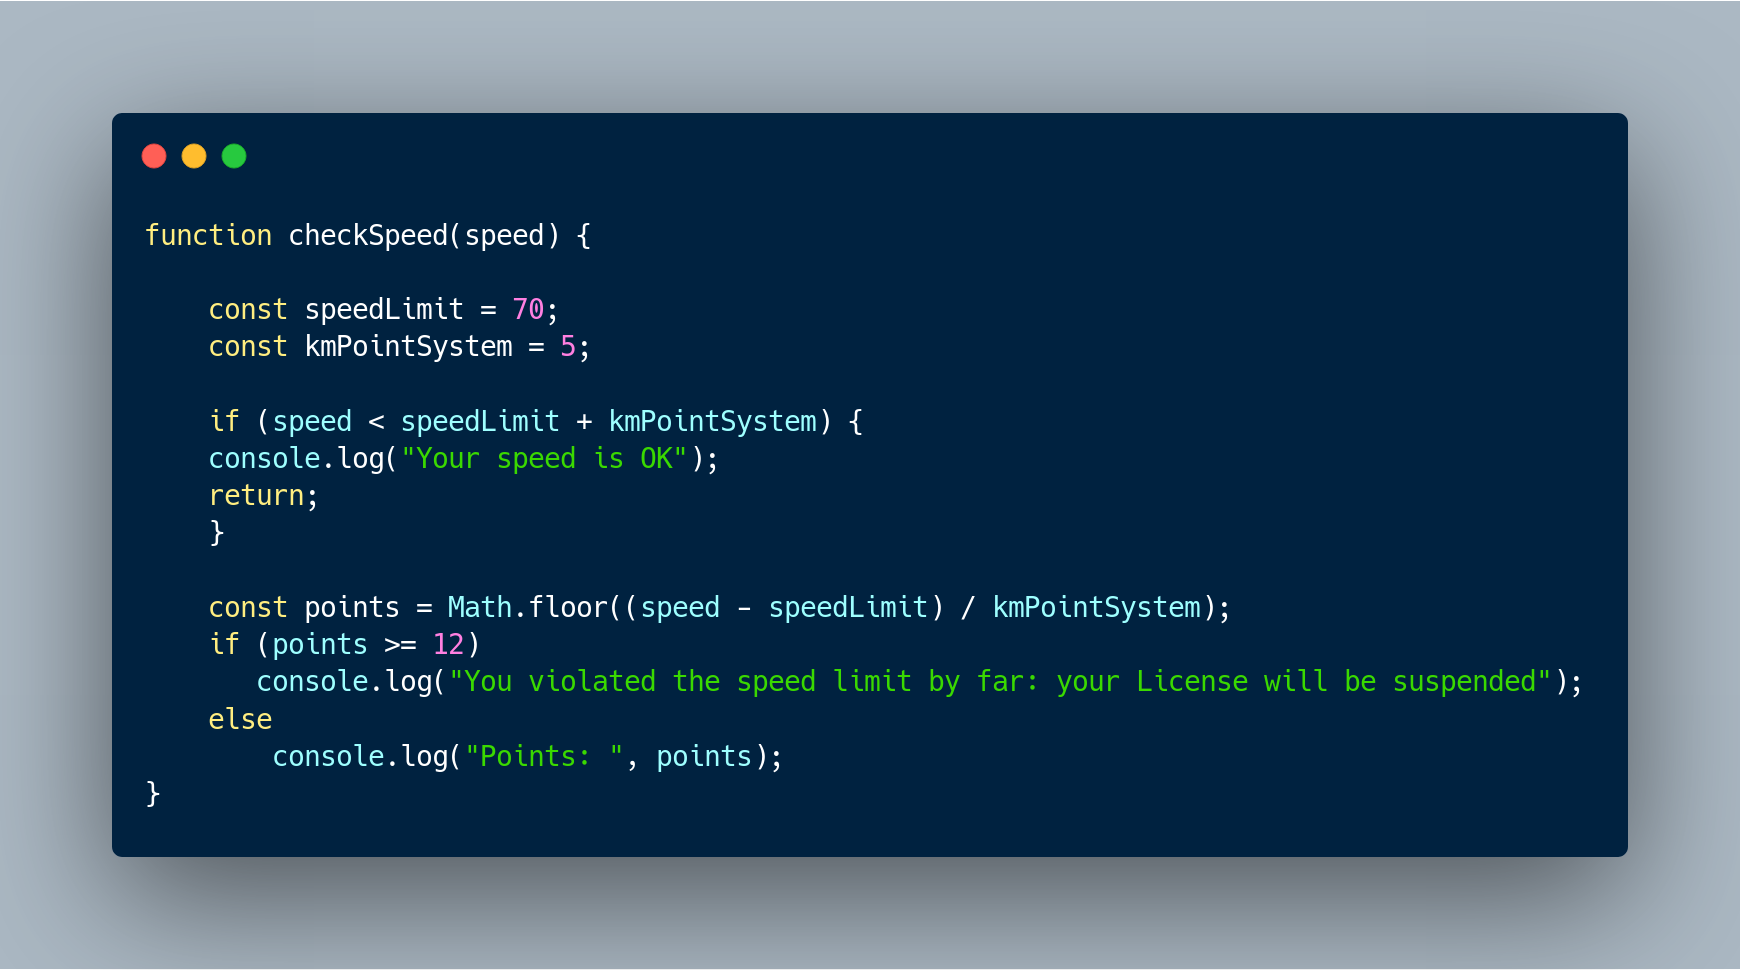 function checkSpeed(speed) {
    const speedLimit = 70;
    const kmPointSystem = 5;
    if (speed < speedLimit + kmPointSystem) {
    console.log("Your speed is OK");
    return;
    }
    const points = Math.floor((speed - speedLimit) / kmPointSystem);
    if (points >= 12)
       console.log("You violated the speed limit by far: your License will be suspended");
    else
        console.log("Points: ", points);
}